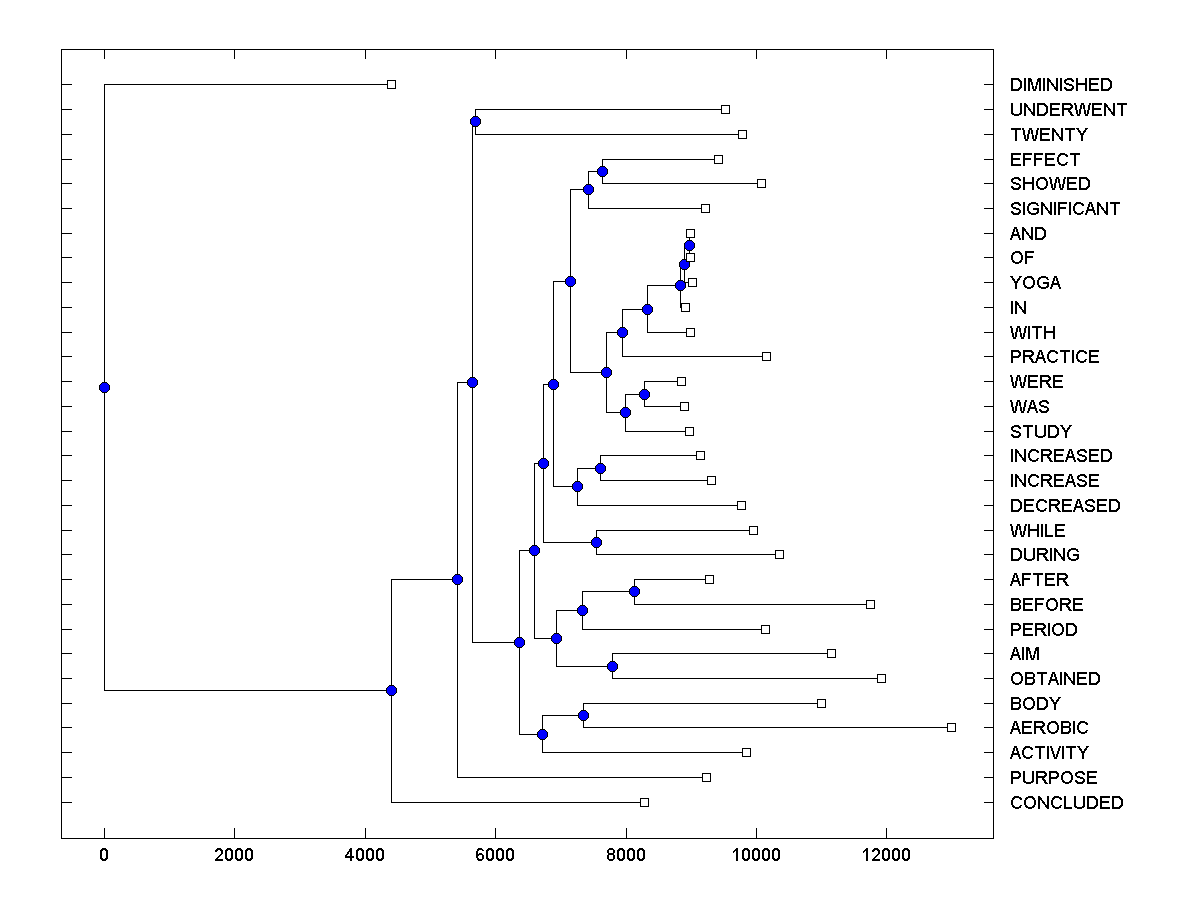 DIMINISHED
UNDERWENT
TWENTY
EFFECT
SHOWED
SIGNIFICANT
AND
OF
YOGA
IN
WITH
PRACTICE
WERE
WAS
STUDY
INCREASED
INCREASE
DECREASED
WHILE
DURING
AFTER
BEFORE
PERIOD
AIM
OBTAINED
BODY
AEROBIC
ACTIVITY
PURPOSE
CONCLUDED
0 2000 4000 6000 8000 10000 12000